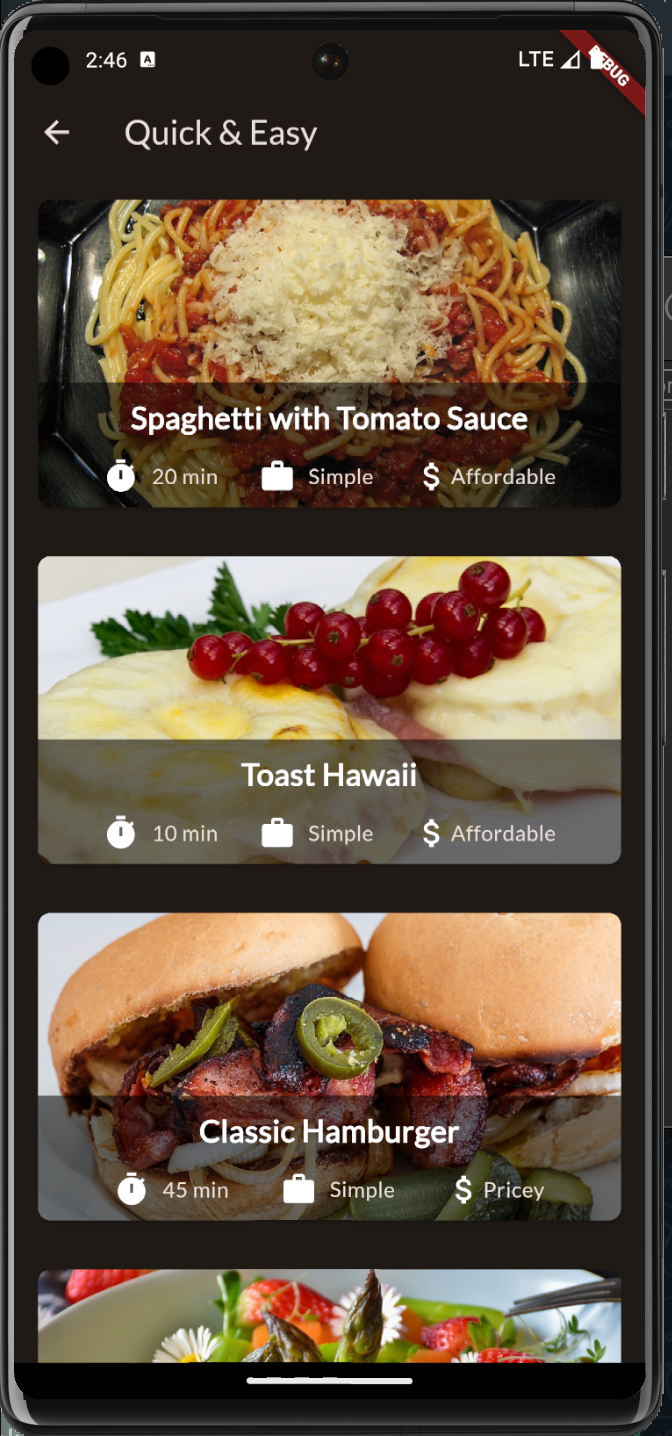 2:46 A LTE
DEBUG
Quick & Easy
Spaghetti with Tomato Sauce
20 min Simple $ Affordable
Toast Hawaii
10 min Simple $ Affordable
Classic Hamburger
45 min Simple $ Pricey